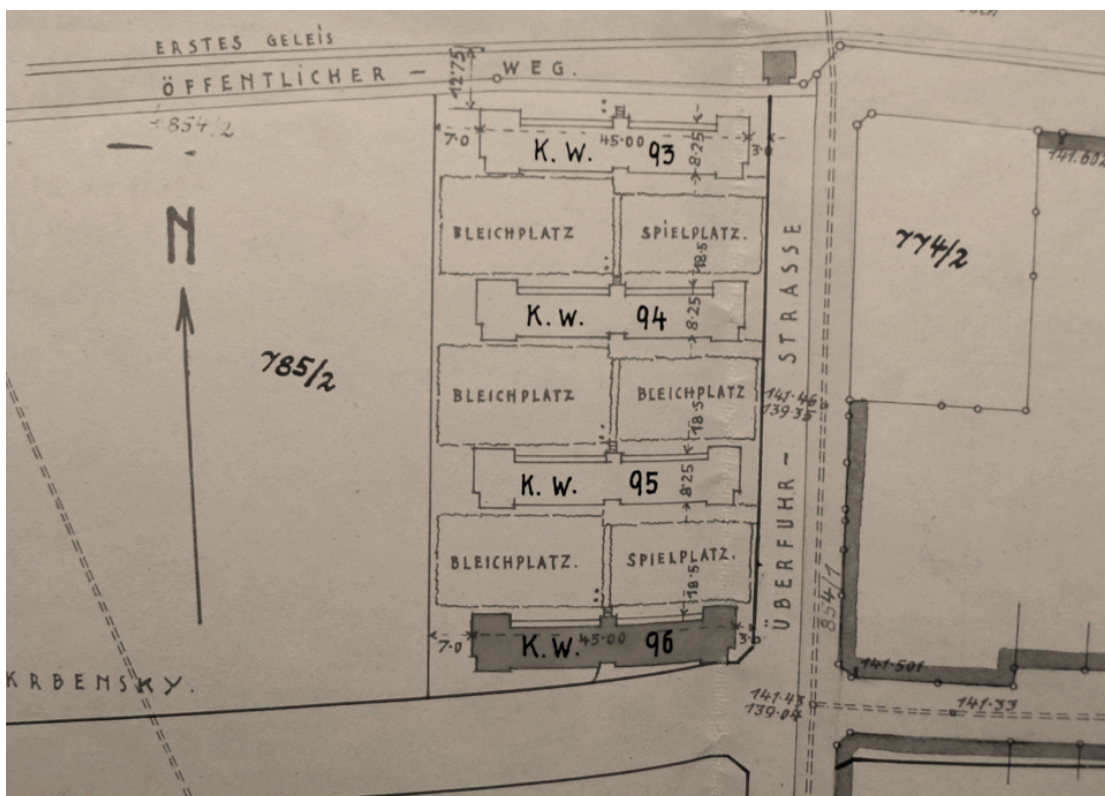 ERSTES GELEIS
ÖFFENTLICHER – WEG.
12·75
854/2
7·0
45·00
3·0
K. W. 93
8·25
141.602
N
BLEICHPLATZ
SPIELPLATZ.
18·5
774/2
K. W. 94
8·25
785/2
BLEICHPLATZ
BLEICHPLATZ
18·5
141·46
139·35
ÜBERFUHR – STRASSE
K. W. 95
8·25
BLEICHPLATZ.
SPIELPLATZ.
18·5
854/1
7·0
45·00
3·0
K. W. 96
141·501
KRBENSKY.
141·43
139·04
141·33